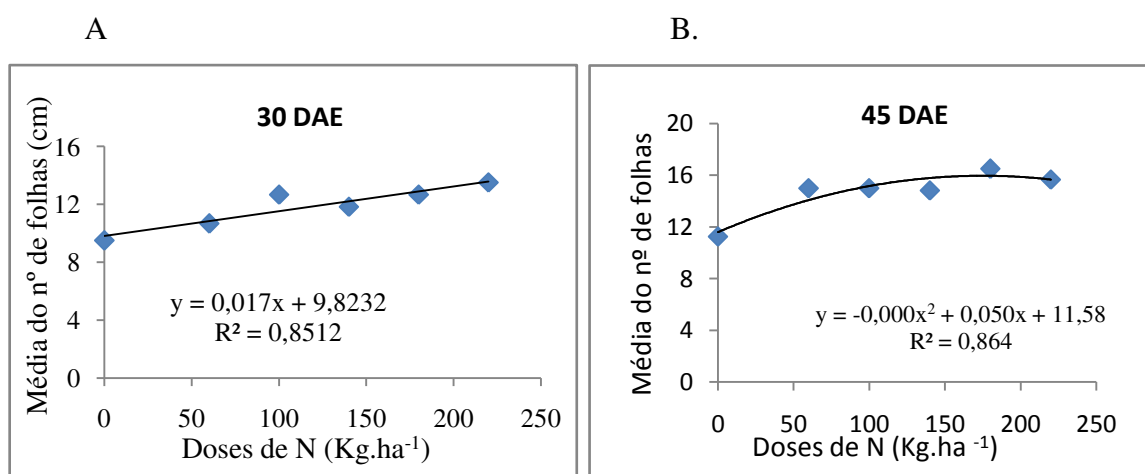 A
B.
30 DAE
Média do nº de folhas (cm)
16
12
8
4
0
y = 0,017x + 9,8232
R² = 0,8512
0 50 100 150 200 250
Doses de N (Kg.ha⁻¹)
45 DAE
Média do nº de folhas
20
16
12
8
4
0
y = -0,000x² + 0,050x + 11,58
R² = 0,864
0 50 100 150 200 250
Doses de N (Kg.ha ⁻¹)